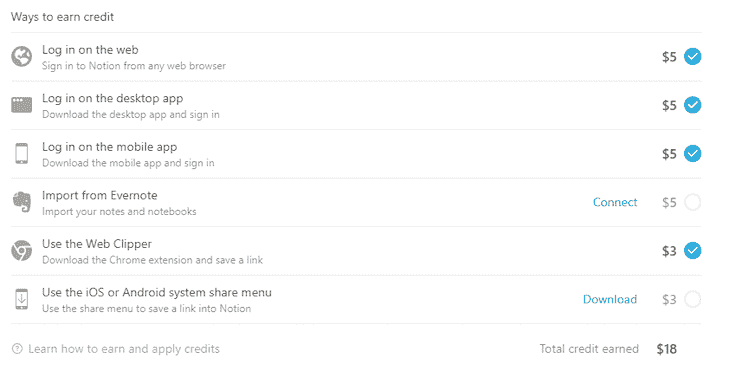 Ways to earn credit
Log in on the web
Sign in to Notion from any web browser
$5
Log in on the desktop app
Download the desktop app and sign in
$5
Log in on the mobile app
Download the mobile app and sign in
$5
Import from Evernote
Import your notes and notebooks
Connect $5
Use the Web Clipper
Download the Chrome extension and save a link
$3
Use the iOS or Android system share menu
Use the share menu to save a link into Notion
Download $3
Learn how to earn and apply credits
Total credit earned $18